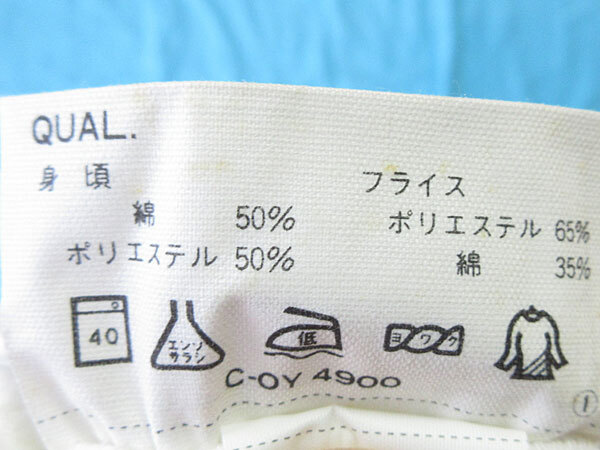 QUAL.
身頃
綿 50%
ポリエステル 50%
フライス
ポリエステル 65%
綿 35%
40
エンソ
サラシ
低
ヨワク
C-OY 4900
1